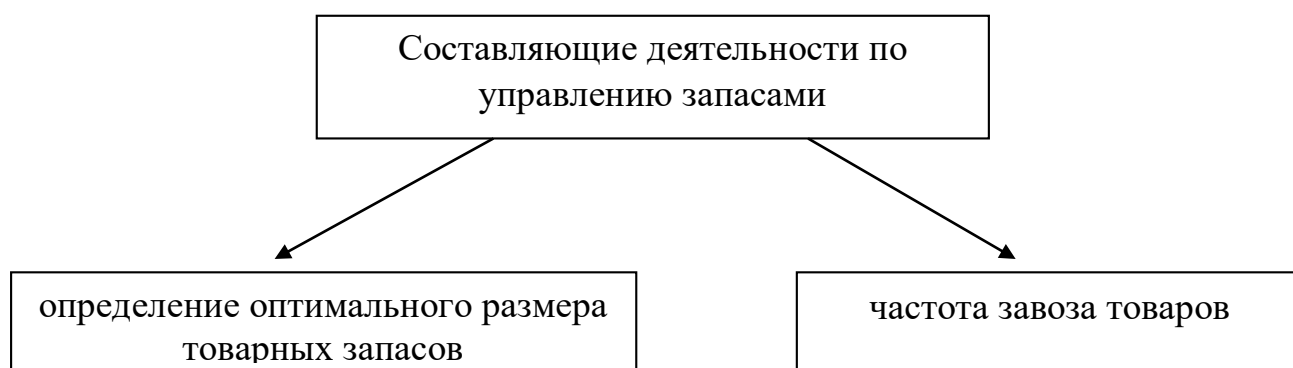 Составляющие деятельности по
управлению запасами
определение оптимального размера
товарных запасов
частота завоза товаров